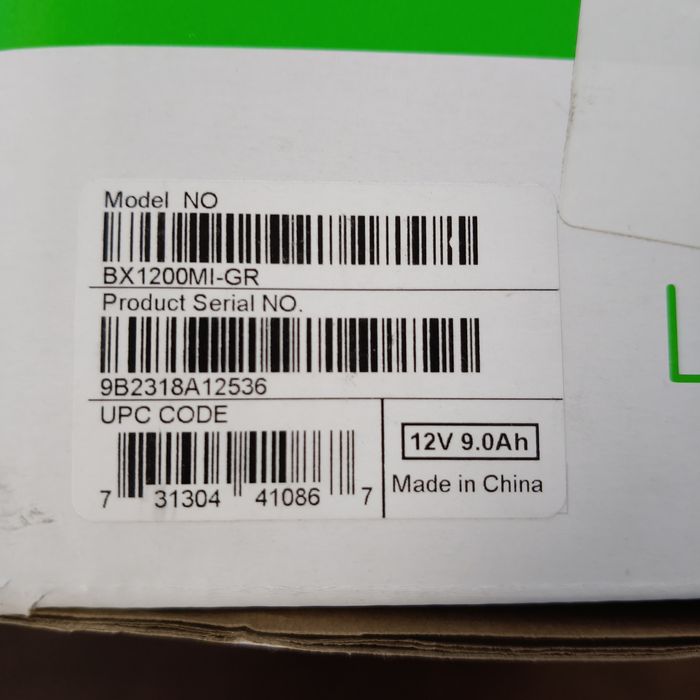 Model NO
BX1200MI-GR
Product Serial NO.
9B2318A12536
UPC CODE
7 31304 41086 7
12V 9.0Ah
Made in China